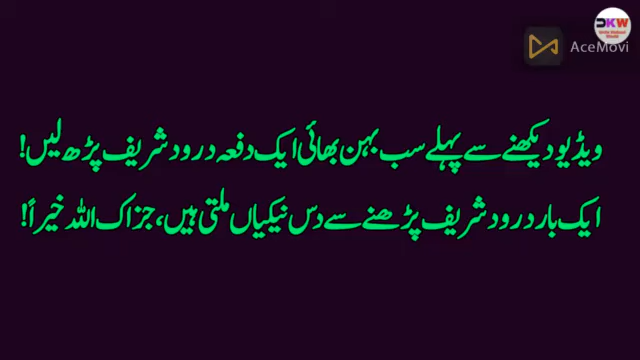 DKW
AceMovi
ویڈیو دیکھنے سے پہلے سب بہن بھائی ایک دفعہ درود شریف پڑھ لیں!
ایک بار درود شریف پڑھنے سے دس نیکیاں ملتی ہیں، جزاک اللہ خیراً!